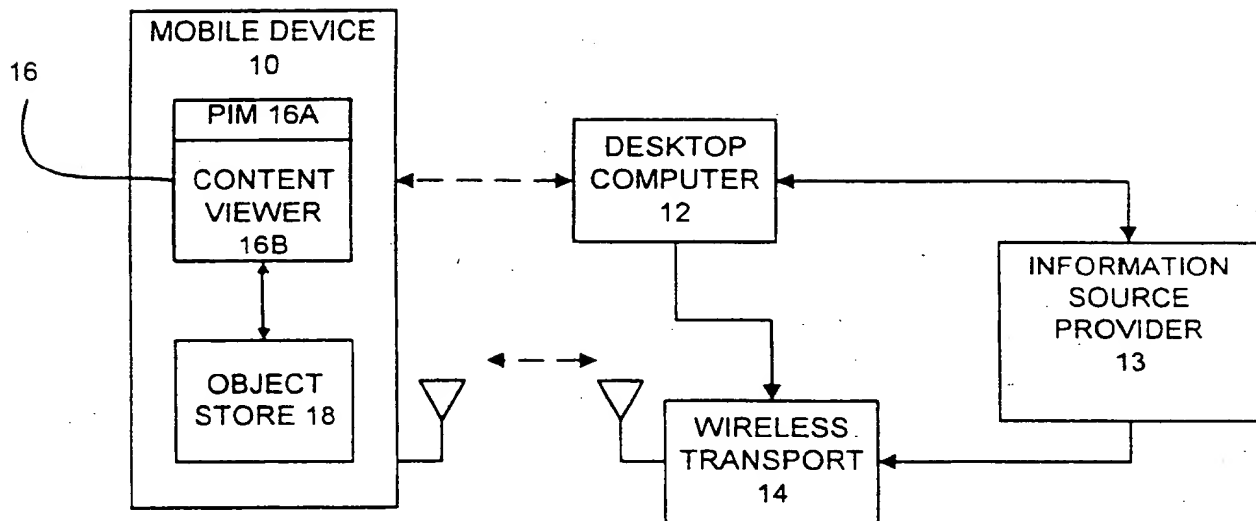 MOBILE DEVICE
10
16
PIM 16A
CONTENT
VIEWER
16B
OBJECT
STORE 18
DESKTOP
COMPUTER
12
INFORMATION
SOURCE
PROVIDER
13
WIRELESS
TRANSPORT
14